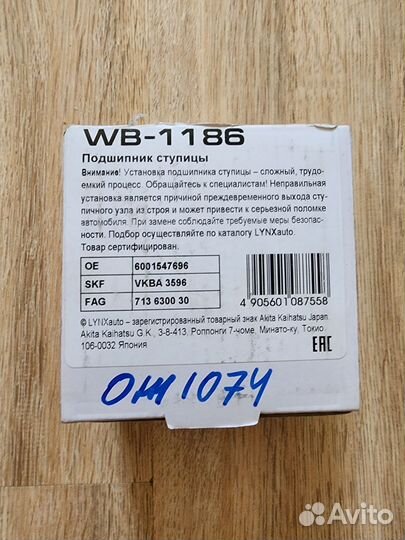 WB-1186
Подшипник ступицы
Внимание! Установка подшипника ступицы – сложный, трудо-
емкий процесс. Обращайтесь к специалистам! Неправильная
установка является причиной преждевременного выхода сту-
пичного узла из строя и может привести к серьезной поломке
автомобиля. При замене соблюдайте требуемые меры безопас-
ности. Подбор осуществляйте по каталогу LYNXauto.
Товар сертифицирован.
OE 6001547696
SKF VKBA 3596
FAG 713 6300 30
4 905601 087558
© LYNXauto – зарегистрированный товарный знак Akita Kaihatsu Japan.
Akita Kaihatsu G.K., 3-8-413, Роппонги 7-чоме, Минато-ку, Токио,
106-0032 Япония
EAC
1074
Avito